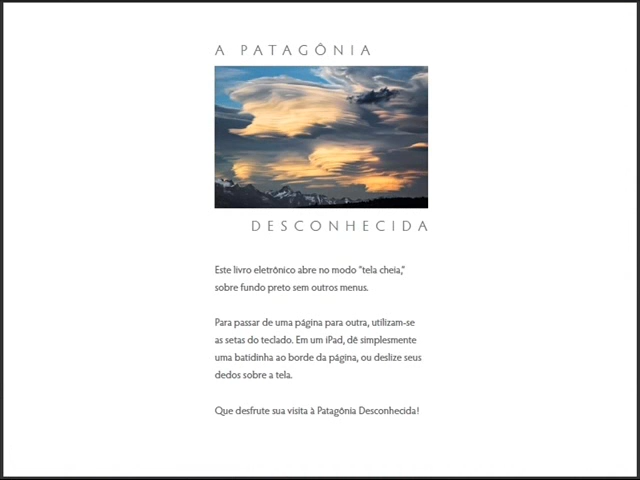 A PATAGÔNIA
DESCONHECIDA
Este livro eletrônico abre no modo "tela cheia,"
sobre fundo preto sem outros menus.
Para passar de uma página para outra, utilizam-se
as setas do teclado. Em um iPad, dê simplesmente
uma batidinha ao borde da página, ou deslize seus
dedos sobre a tela.
Que desfrute sua visita à Patagônia Desconhecida!